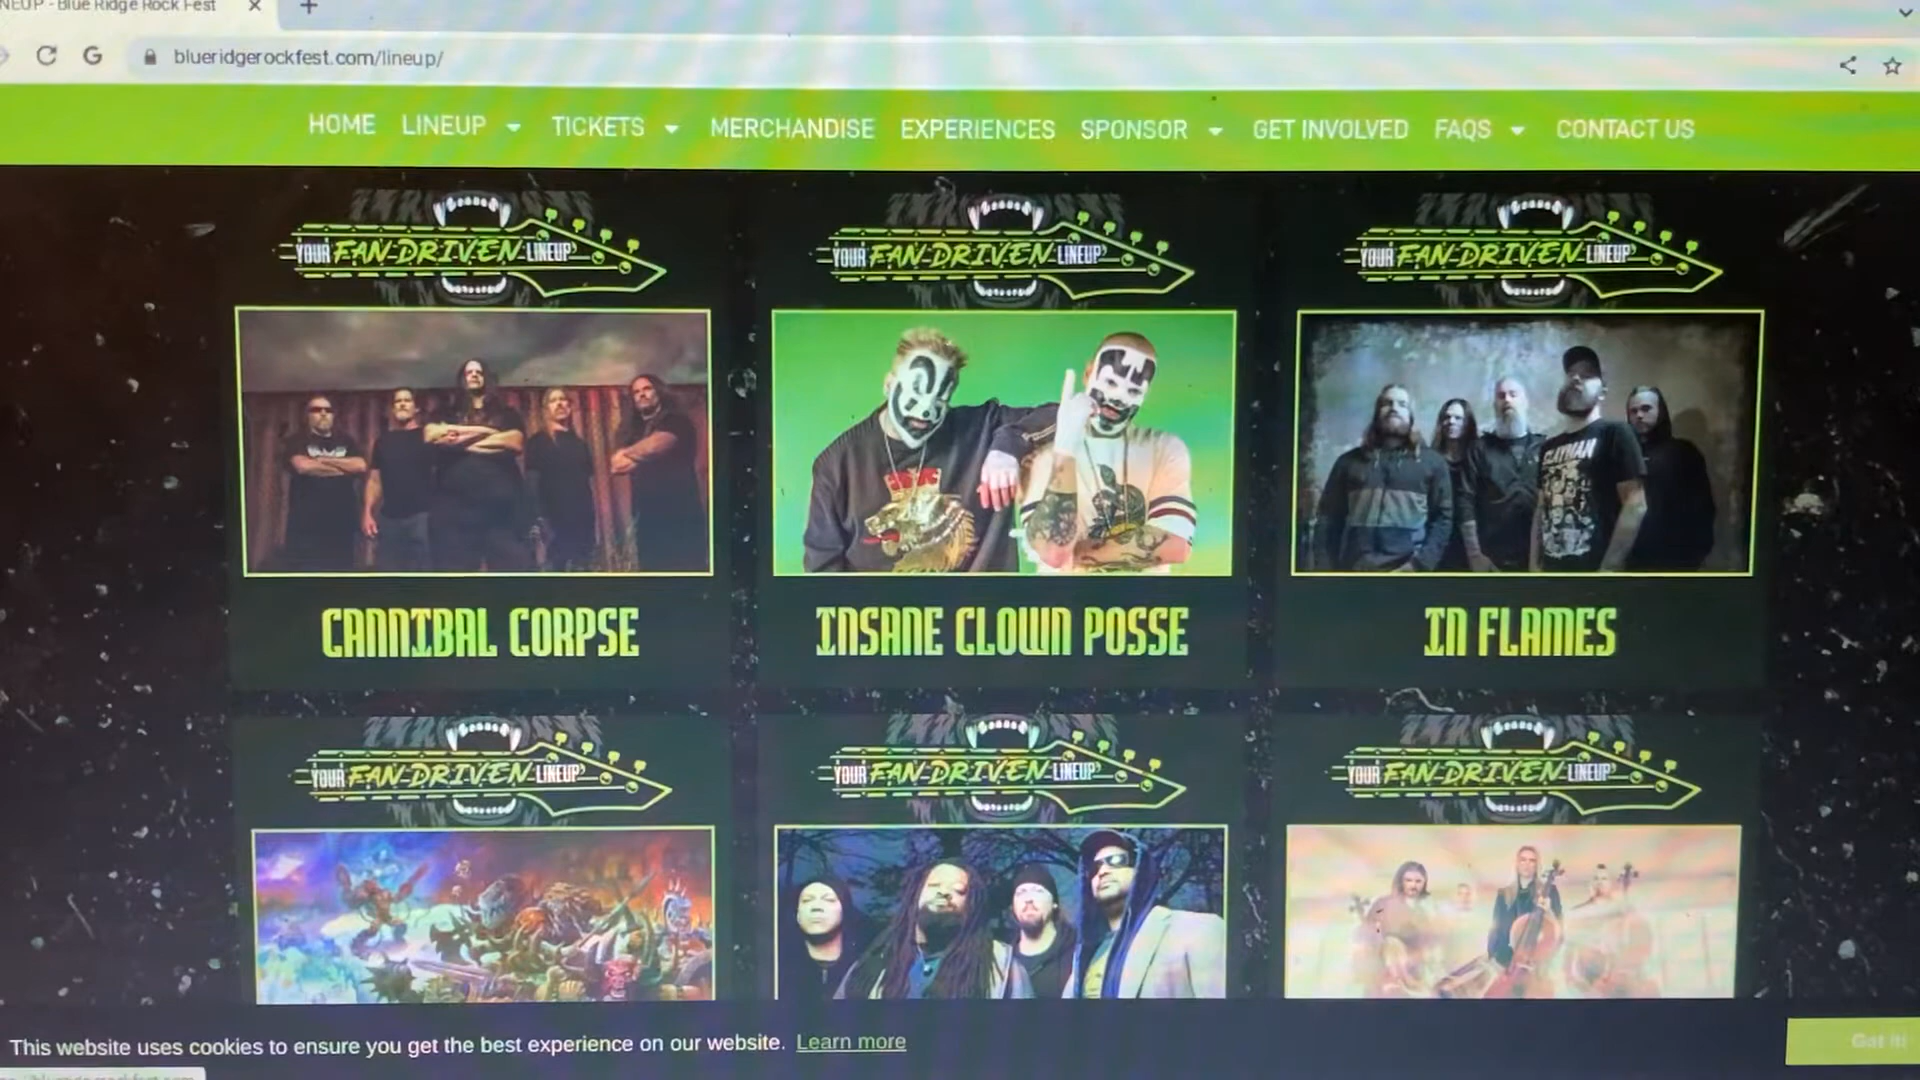 NEUP - Blue Ridge Rock Fest
blueridgerockfest.com/lineup/
HOME LINEUP TICKETS MERCHANDISE EXPERIENCES SPONSOR GET INVOLVED FAQS CONTACT US
YOUR FAN-DRIVEN LINEUP
YOUR FAN-DRIVEN LINEUP
YOUR FAN-DRIVEN LINEUP
CLAYMAN
CANNIBAL CORPSE
INSANE CLOWN POSSE
IN FLAMES
YOUR FAN-DRIVEN LINEUP
YOUR FAN-DRIVEN LINEUP
YOUR FAN-DRIVEN LINEUP
This website uses cookies to ensure you get the best experience on our website. Learn more
Got it!